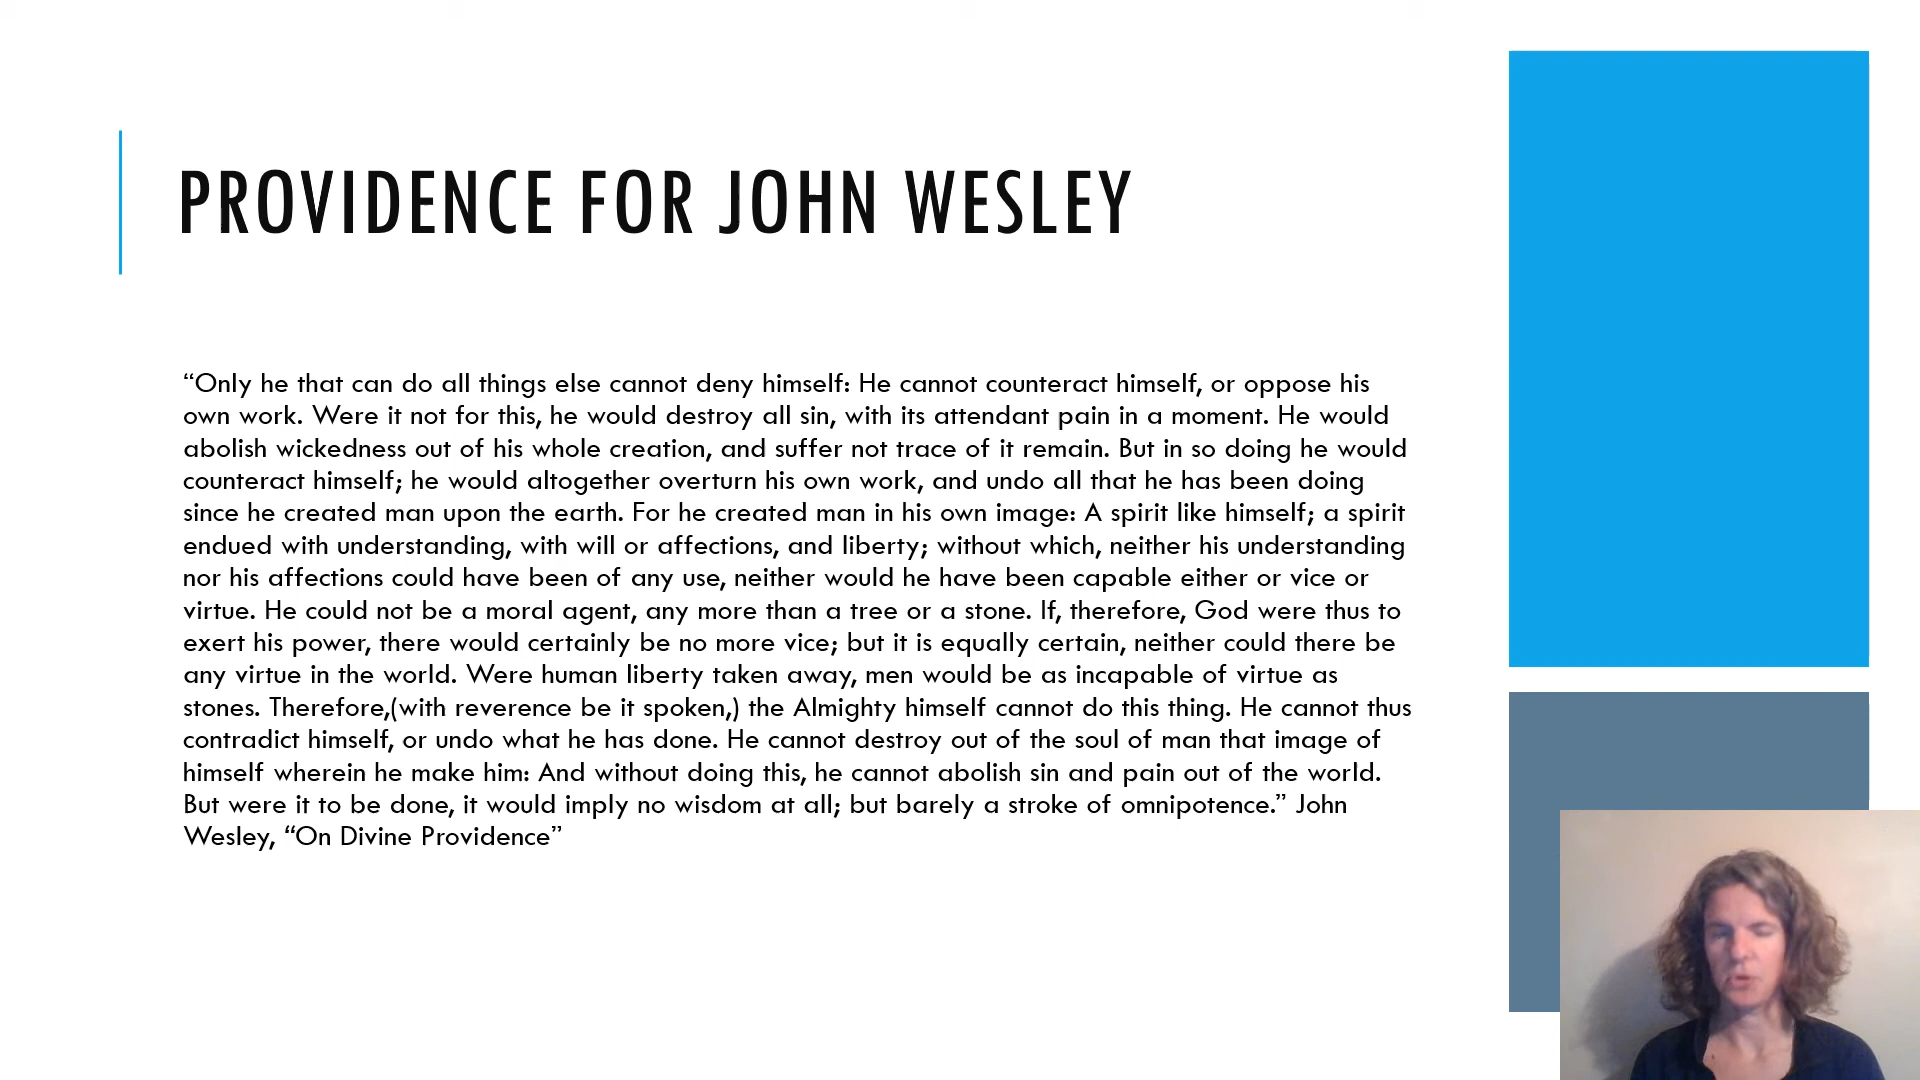 PROVIDENCE FOR JOHN WESLEY
“Only he that can do all things else cannot deny himself: He cannot counteract himself, or oppose his
own work. Were it not for this, he would destroy all sin, with its attendant pain in a moment. He would
abolish wickedness out of his whole creation, and suffer not trace of it remain. But in so doing he would
counteract himself; he would altogether overturn his own work, and undo all that he has been doing
since he created man upon the earth. For he created man in his own image: A spirit like himself; a spirit
endued with understanding, with will or affections, and liberty; without which, neither his understanding
nor his affections could have been of any use, neither would he have been capable either or vice or
virtue. He could not be a moral agent, any more than a tree or a stone. If, therefore, God were thus to
exert his power, there would certainly be no more vice; but it is equally certain, neither could there be
any virtue in the world. Were human liberty taken away, men would be as incapable of virtue as
stones. Therefore,(with reverence be it spoken,) the Almighty himself cannot do this thing. He cannot thus
contradict himself, or undo what he has done. He cannot destroy out of the soul of man that image of
himself wherein he make him: And without doing this, he cannot abolish sin and pain out of the world.
But were it to be done, it would imply no wisdom at all; but barely a stroke of omnipotence.” John
Wesley, “On Divine Providence”